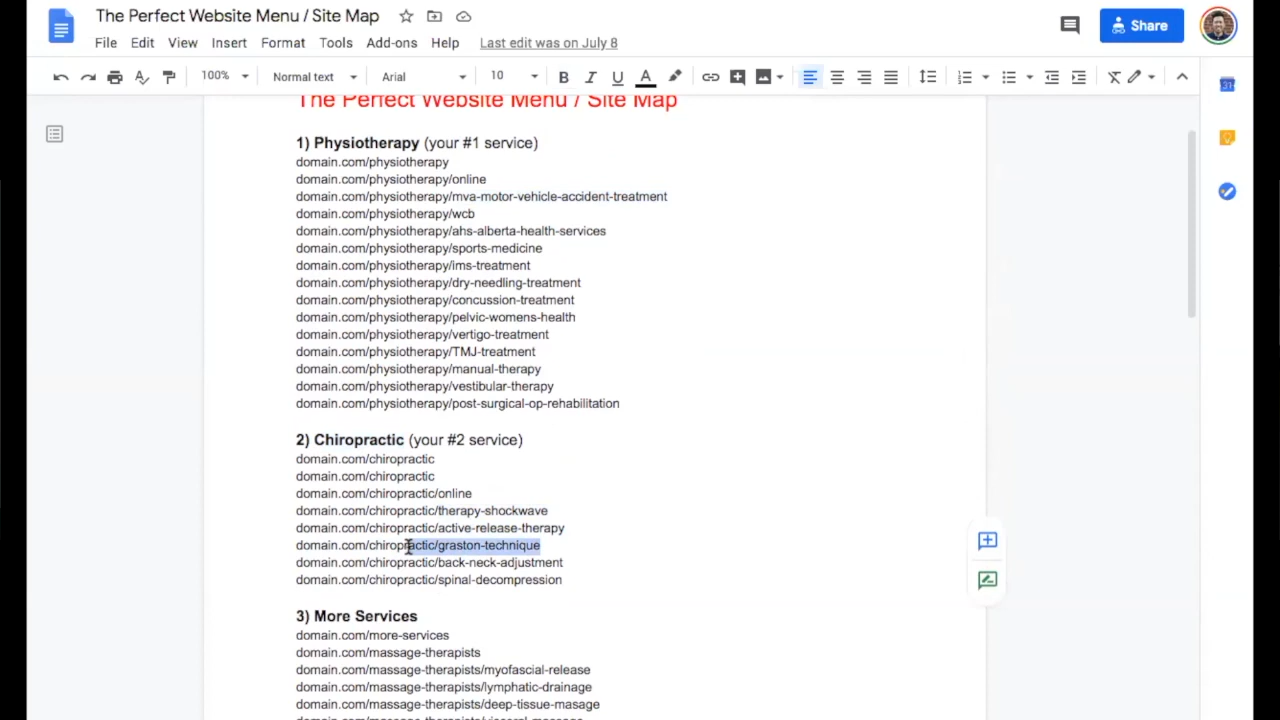 The Perfect Website Menu / Site Map
File Edit View Insert Format Tools Add-ons Help Last edit was on July 8
Share
100% Normal text Arial 10 B I U A
31
The Perfect Website Menu / Site Map
1) Physiotherapy (your #1 service)
domain.com/physiotherapy
domain.com/physiotherapy/online
domain.com/physiotherapy/mva-motor-vehicle-accident-treatment
domain.com/physiotherapy/wcb
domain.com/physiotherapy/ahs-alberta-health-services
domain.com/physiotherapy/sports-medicine
domain.com/physiotherapy/ims-treatment
domain.com/physiotherapy/dry-needling-treatment
domain.com/physiotherapy/concussion-treatment
domain.com/physiotherapy/pelvic-womens-health
domain.com/physiotherapy/vertigo-treatment
domain.com/physiotherapy/TMJ-treatment
domain.com/physiotherapy/manual-therapy
domain.com/physiotherapy/vestibular-therapy
domain.com/physiotherapy/post-surgical-op-rehabilitation
2) Chiropractic (your #2 service)
domain.com/chiropractic
domain.com/chiropractic
domain.com/chiropractic/online
domain.com/chiropractic/therapy-shockwave
domain.com/chiropractic/active-release-therapy
domain.com/chiropractic/graston-technique
domain.com/chiropractic/back-neck-adjustment
domain.com/chiropractic/spinal-decompression
3) More Services
domain.com/more-services
domain.com/massage-therapists
domain.com/massage-therapists/myofascial-release
domain.com/massage-therapists/lymphatic-drainage
domain.com/massage-therapists/deep-tissue-masage